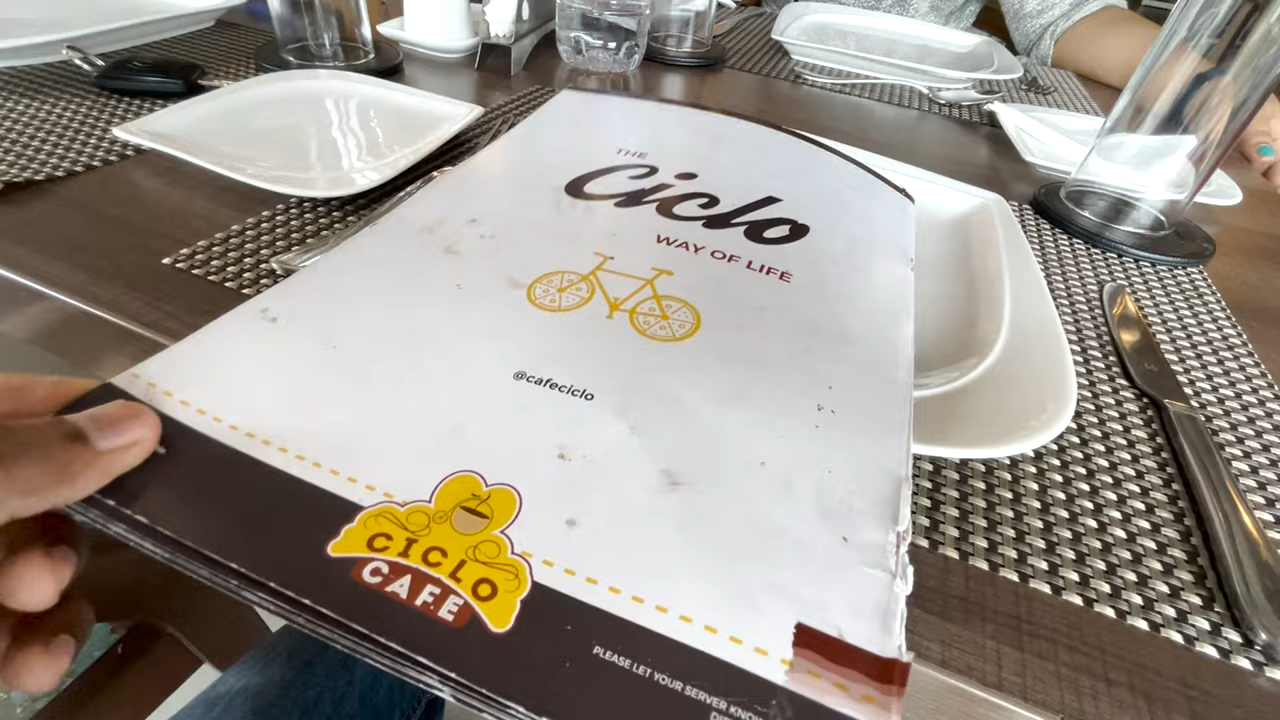 THE
Ciclo
WAY OF LIFE
@cafeciclo
CICLO
CAFE
PLEASE LET YOUR SERVER KNOW